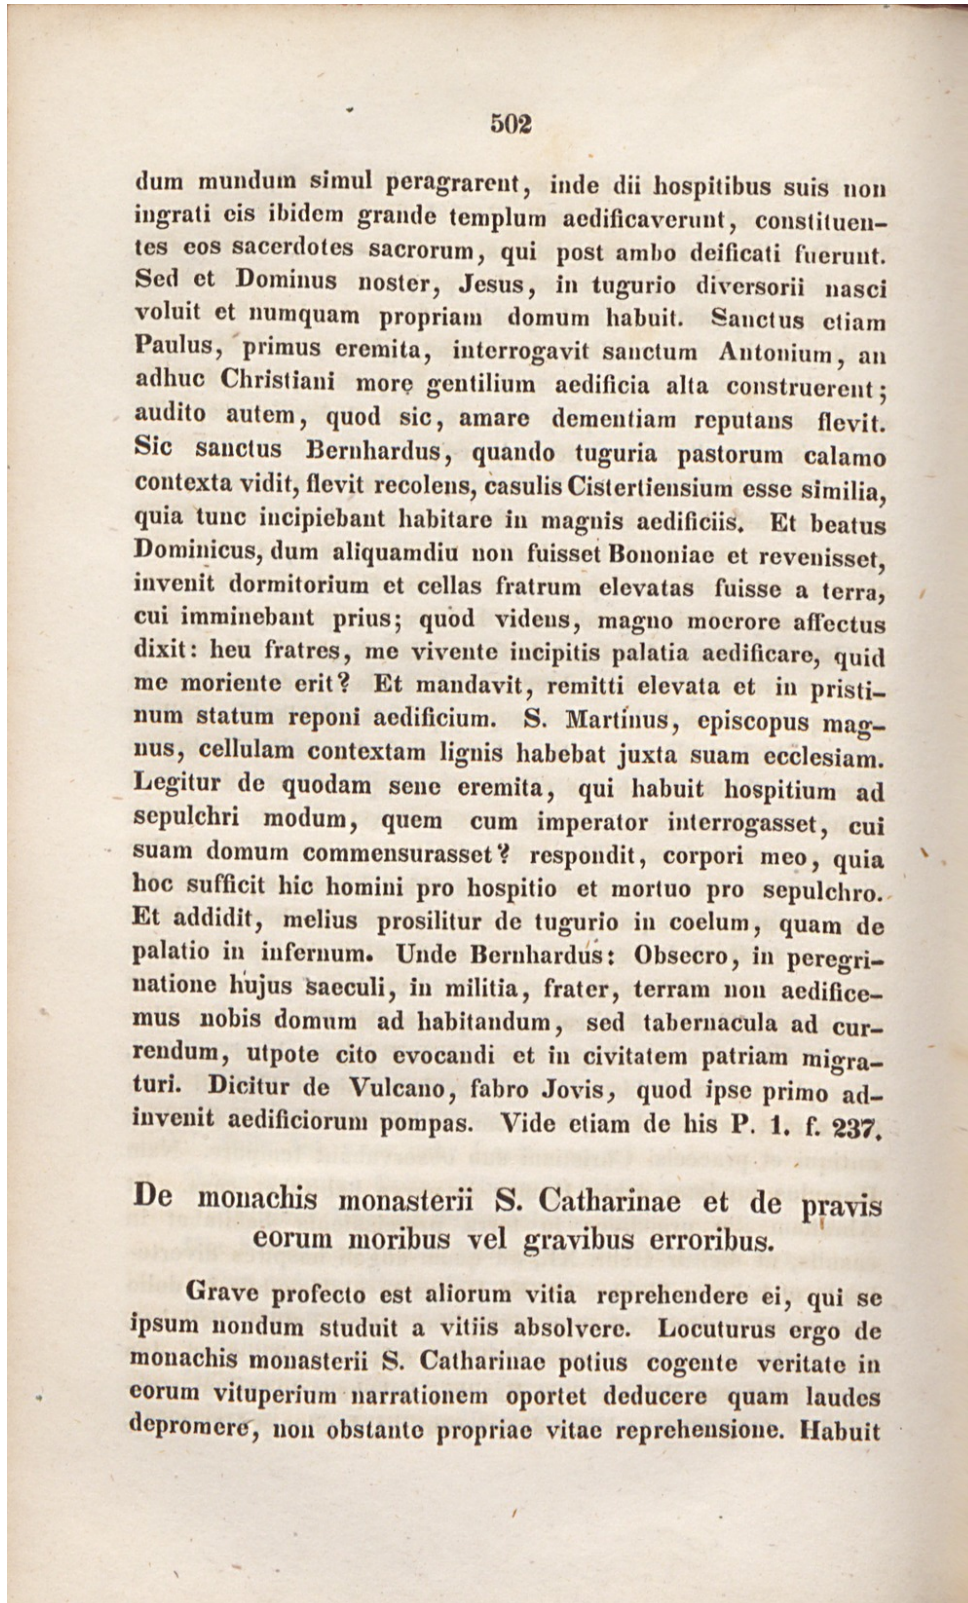 502
dum mundum simul peragrarent, inde dii hospitibus suis non
ingrati eis ibidem grande templum aedificaverunt, constituen-
tes eos sacerdotes sacrorum, qui post ambo deificati fuerunt.
Sed et Dominus noster, Jesus, in tugurio diversorii nasci
voluit et numquam propriam domum habuit. Sanctus etiam
Paulus, primus eremita, interrogavit sanctum Antonium, an
adhuc Christiani more gentilium aedificia alta construerent;
audito autem, quod sic, amare dementiam reputans flevit.
Sic sanctus Bernhardus, quando tuguria pastorum calamo
contexta vidit, flevit recolens, casulis Cistertiensium esse similia,
quia tunc incipiebant habitare in magnis aedificiis. Et beatus
Dominicus, dum aliquamdiu non fuisset Bononiae et revenisset,
invenit dormitorium et cellas fratrum elevatas fuisse a terra,
cui imminebant prius; quod videns, magno moerore affectus
dixit: heu fratres, me vivente incipitis palatia aedificare, quid
me moriente erit? Et mandavit, remitti elevata et in pristi-
num statum reponi aedificium. S. Martinus, episcopus mag-
nus, cellulam contextam lignis habebat juxta suam ecclesiam.
Legitur de quodam sene eremita, qui habuit hospitium ad
sepulchri modum, quem cum imperator interrogasset, cui
suam domum commensurasset? respondit, corpori meo, quia
hoc sufficit hic homini pro hospitio et mortuo pro sepulchro.
Et addidit, melius prosilitur de tugurio in coelum, quam de
palatio in infernum. Unde Bernhardus: Obsecro, in peregri-
natione hujus saeculi, in militia, frater, terram non aedifice-
mus nobis domum ad habitandum, sed tabernacula ad cur-
rendum, utpote cito evocandi et in civitatem patriam migra-
turi. Dicitur de Vulcano, fabro Jovis, quod ipse primo ad-
invenit aedificiorum pompas. Vide etiam de his P. 1. f. 237.
De monachis monasterii S. Catharinae et de pravis
eorum moribus vel gravibus erroribus.
Grave profecto est aliorum vitia reprehendere ei, qui se
ipsum nondum studuit a vitiis absolvere. Locuturus ergo de
monachis monasterii S. Catharinae potius cogente veritate in
eorum vituperium narrationem oportet deducere quam laudes
depromere, non obstante propriae vitae reprehensione. Habuit